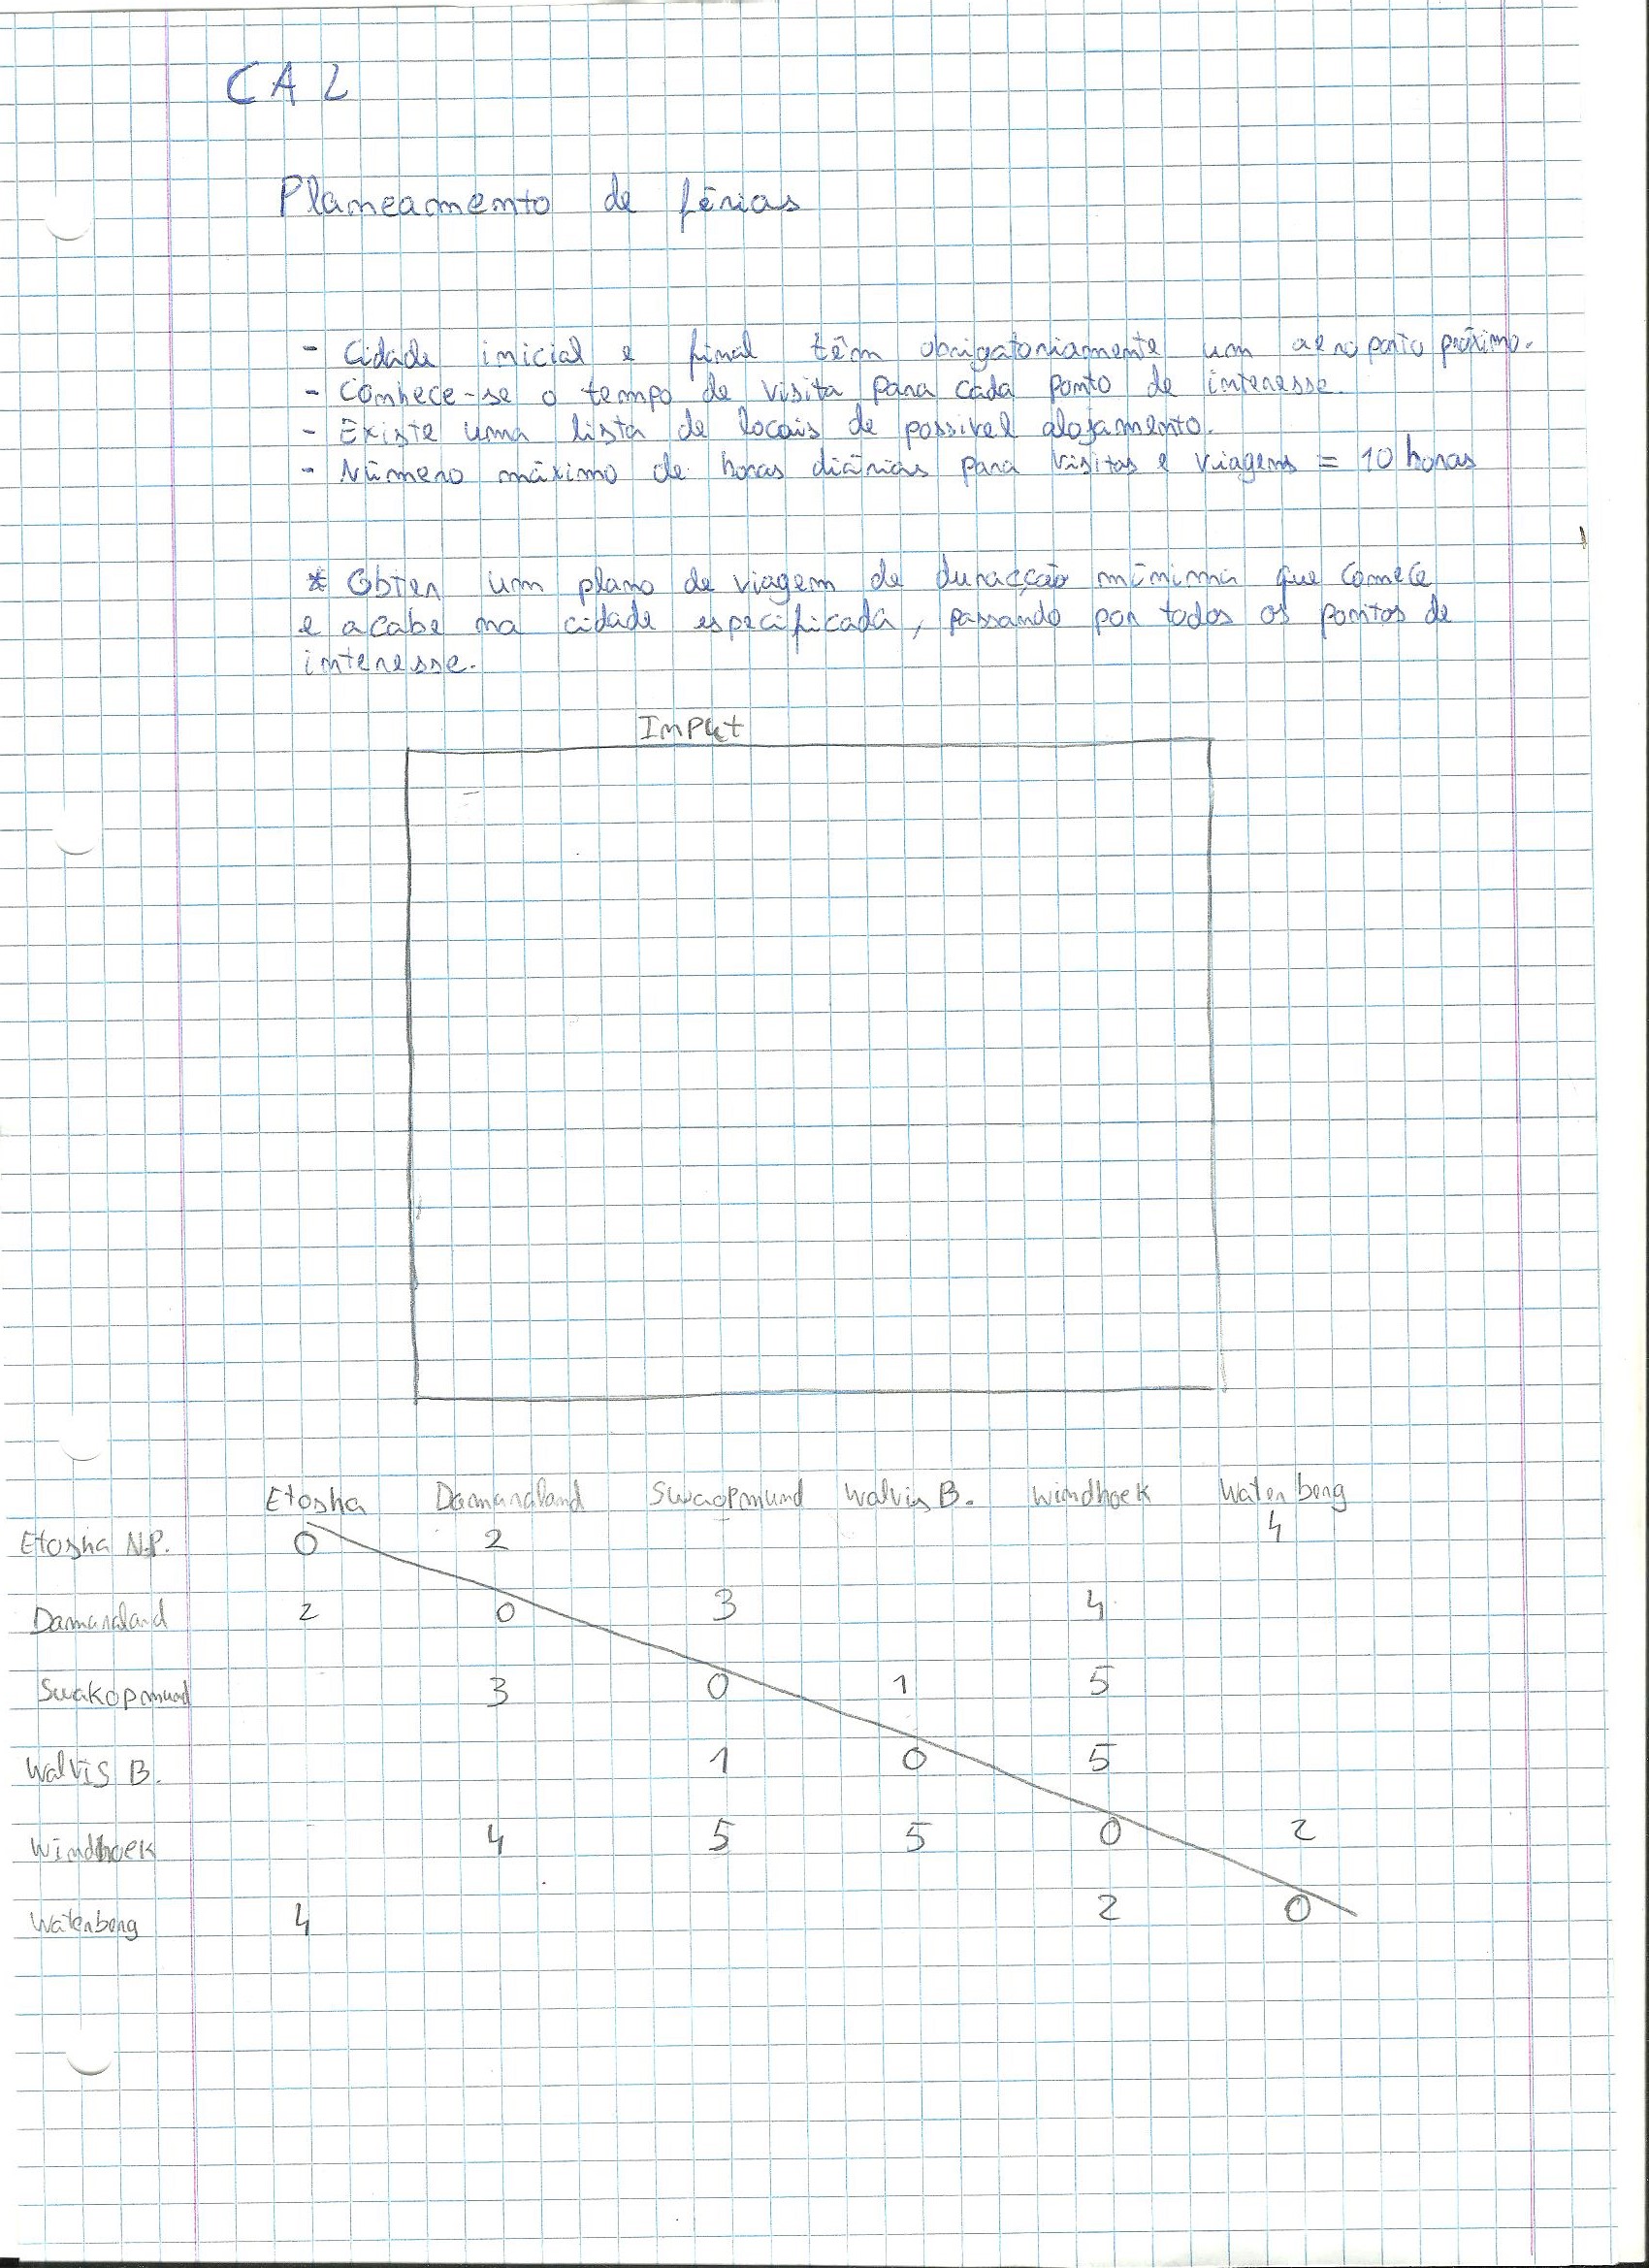 CAL
Planeamento de férias
- Cidade inicial e final têm obrigatoriamente um aeroporto próximo.
- Conhece-se o tempo de visita para cada ponto de interesse.
- Existe uma lista de locais de possivel alojamento.
- Número máximo de horas diárias para visitas e viagens = 10 horas
* Obter um plano de viagem de duracção minima que comece
e acabe na cidade especificada, passando por todos os pontos de
interesse.
Input
Etosha Damaraland Swaopmund Walvis B. Windhoek Waterberg
Etosha N.P. 0 2 4
Damaraland 2 0 3 4
Swakopmund 3 0 1 5
Walvis B. 1 0 5
Windhoek 4 5 5 0 2
Waterberg 4 2 0